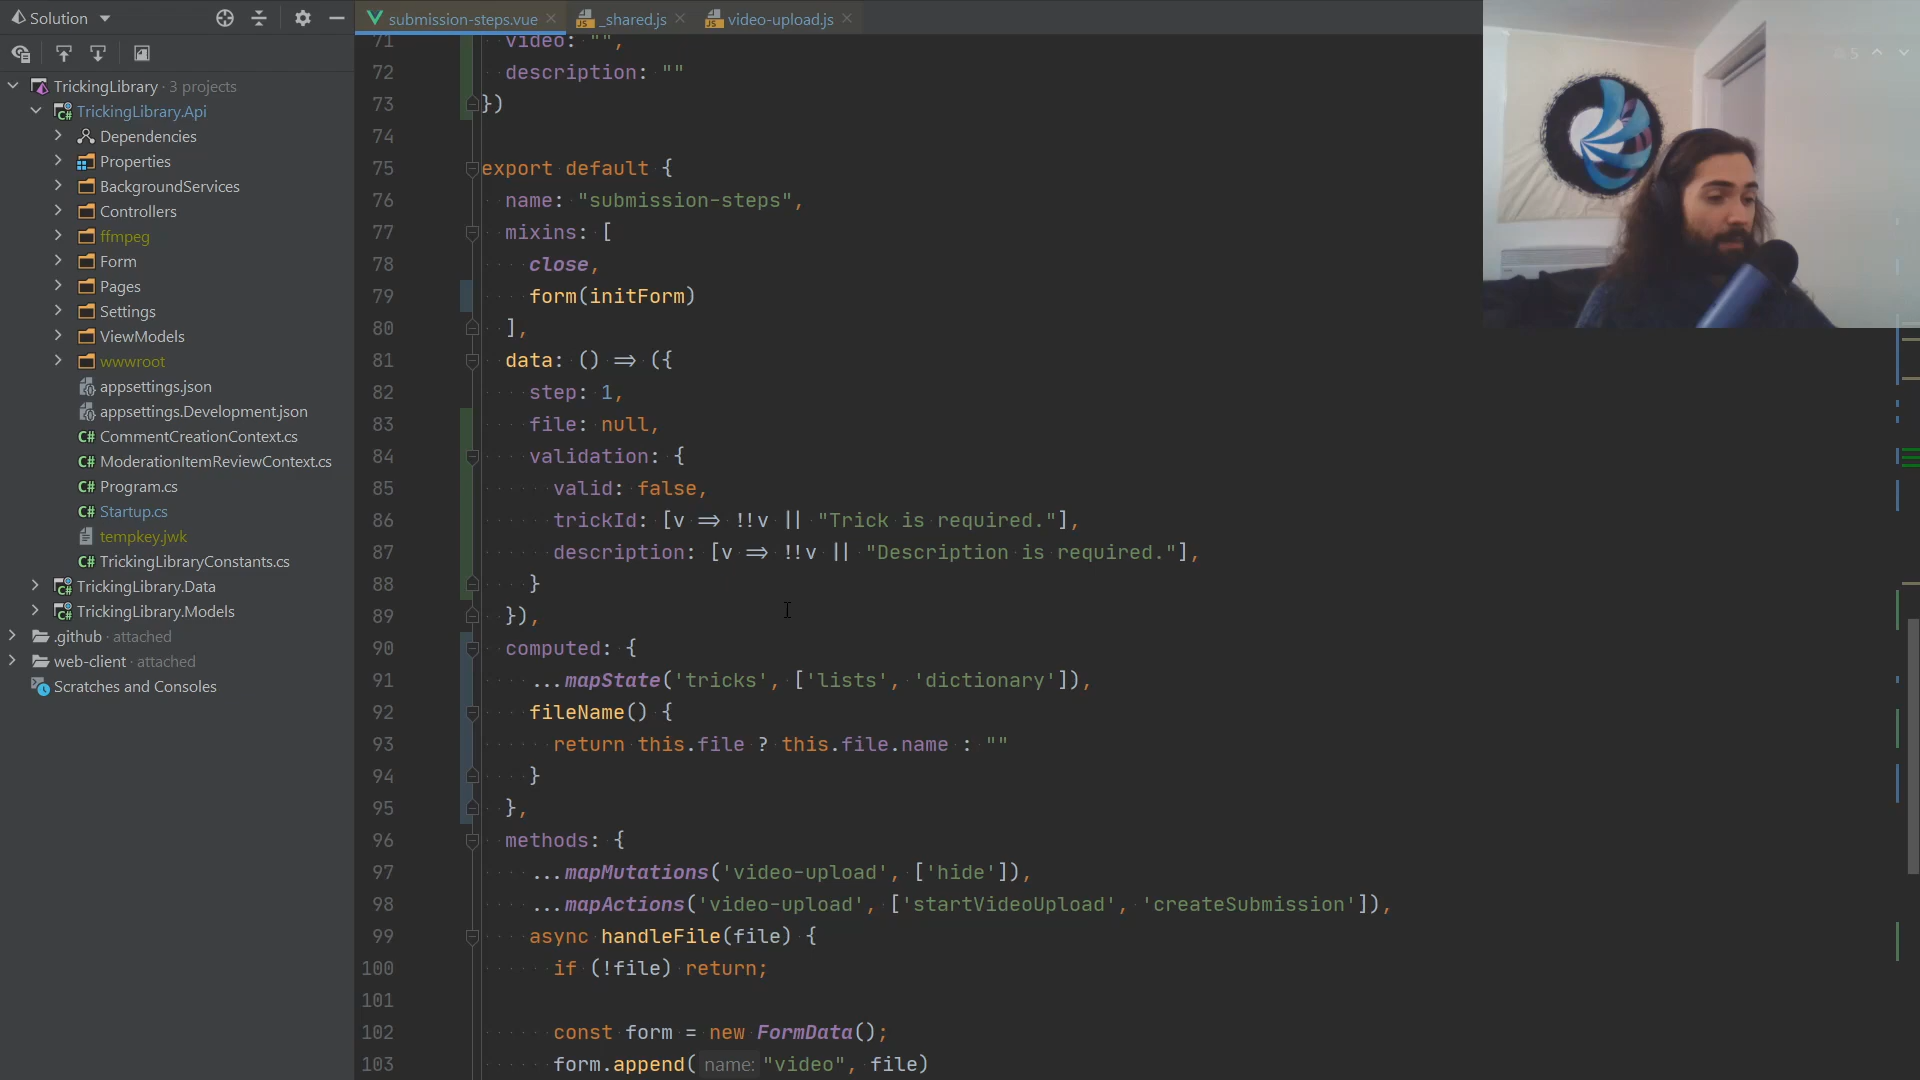 Solution
submission-steps.vue
_shared.js
video-upload.js
TrickingLibrary · 3 projects
TrickingLibrary.Api
Dependencies
Properties
BackgroundServices
Controllers
ffmpeg
Form
Pages
Settings
ViewModels
wwwroot
appsettings.json
appsettings.Development.json
C# CommentCreationContext.cs
C# ModerationItemReviewContext.cs
C# Program.cs
C# Startup.cs
tempkey.jwk
C# TrickingLibraryConstants.cs
TrickingLibrary.Data
TrickingLibrary.Models
.github · attached
web-client · attached
Scratches and Consoles
71 video: "",
72 description: ""
73 })
74
75 export default {
76 name: "submission-steps",
77 mixins: [
78 close,
79 form(initForm)
80 ],
81 data: () => ({
82 step: 1,
83 file: null,
84 validation: {
85 valid: false,
86 trickId: [v => !!v || "Trick is required."],
87 description: [v => !!v || "Description is required."],
88 }
89 }),
90 computed: {
91 ...mapState('tricks', ['lists', 'dictionary']),
92 fileName() {
93 return this.file ? this.file.name : ""
94 }
95 },
96 methods: {
97 ...mapMutations('video-upload', ['hide']),
98 ...mapActions('video-upload', ['startVideoUpload', 'createSubmission']),
99 async handleFile(file) {
100 if (!file) return;
101
102 const form = new FormData();
103 form.append( name: "video", file)
5